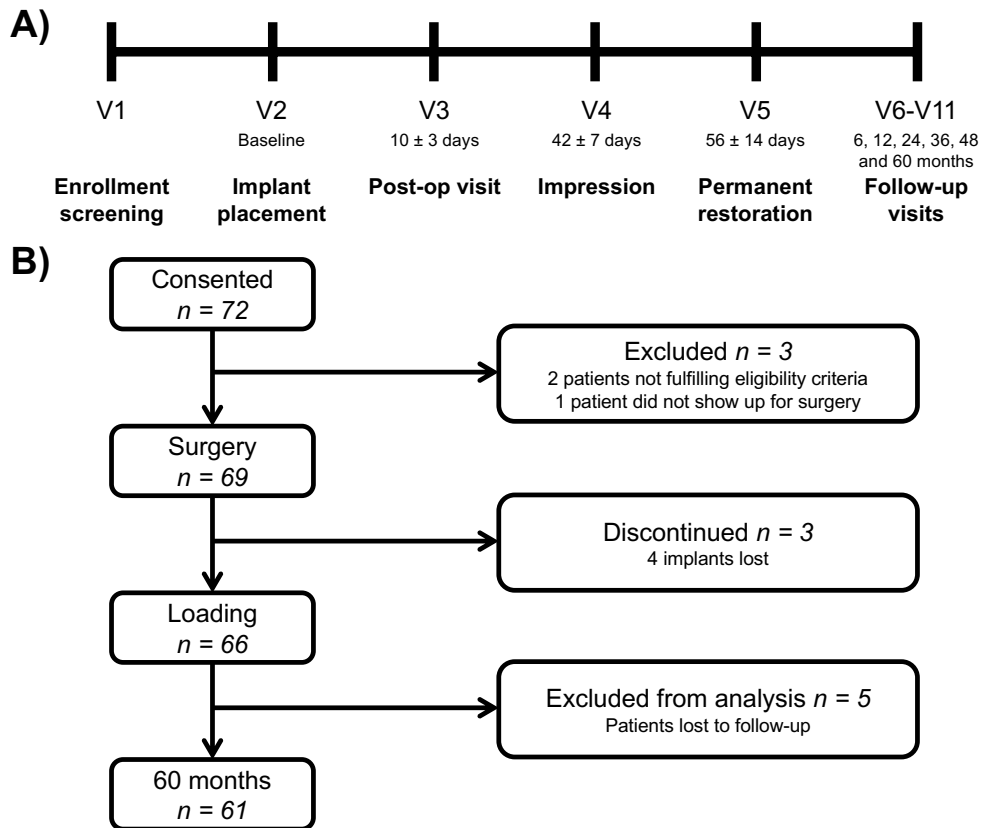 A)
V1
V2
V3
V4
V5
V6-V11
Baseline
10 ± 3 days
42 ± 7 days
56 ± 14 days
6, 12, 24, 36, 48
and 60 months
Enrollment
screening
Implant
placement
Post-op visit
Impression
Permanent
restoration
Follow-up
visits
B)
Consented
n = 72
Excluded n = 3
2 patients not fulfilling eligibility criteria
1 patient did not show up for surgery
Surgery
n = 69
Discontinued n = 3
4 implants lost
Loading
n = 66
Excluded from analysis n = 5
Patients lost to follow-up
60 months
n = 61